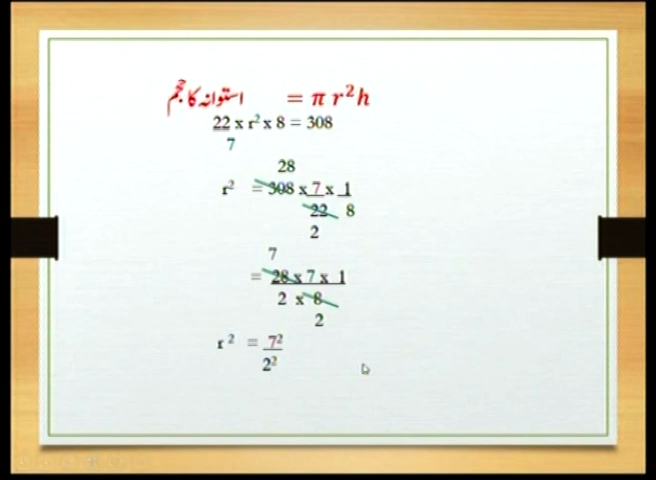 استوانہ کا حجم = π r²h
22 x r² x 8 = 308
7
28
r² = 308 x 7 x 1
22 8
2
7
= 28 x 7 x 1
2 x 8
2
r² = 7²
2²